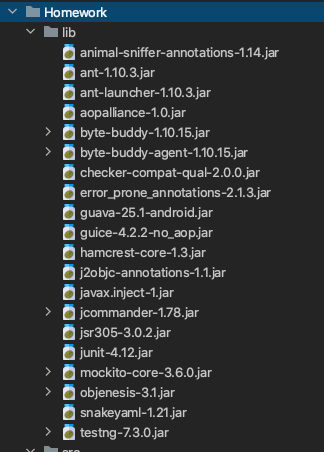 Homework
lib
animal-sniffer-annotations-1.14.jar
ant-1.10.3.jar
ant-launcher-1.10.3.jar
aopalliance-1.0.jar
byte-buddy-1.10.15.jar
byte-buddy-agent-1.10.15.jar
checker-compat-qual-2.0.0.jar
error_prone_annotations-2.1.3.jar
guava-25.1-android.jar
guice-4.2.2-no_aop.jar
hamcrest-core-1.3.jar
j2objc-annotations-1.1.jar
javax.inject-1.jar
jcommander-1.78.jar
jsr305-3.0.2.jar
junit-4.12.jar
mockito-core-3.6.0.jar
objenesis-3.1.jar
snakeyaml-1.21.jar
testng-7.3.0.jar